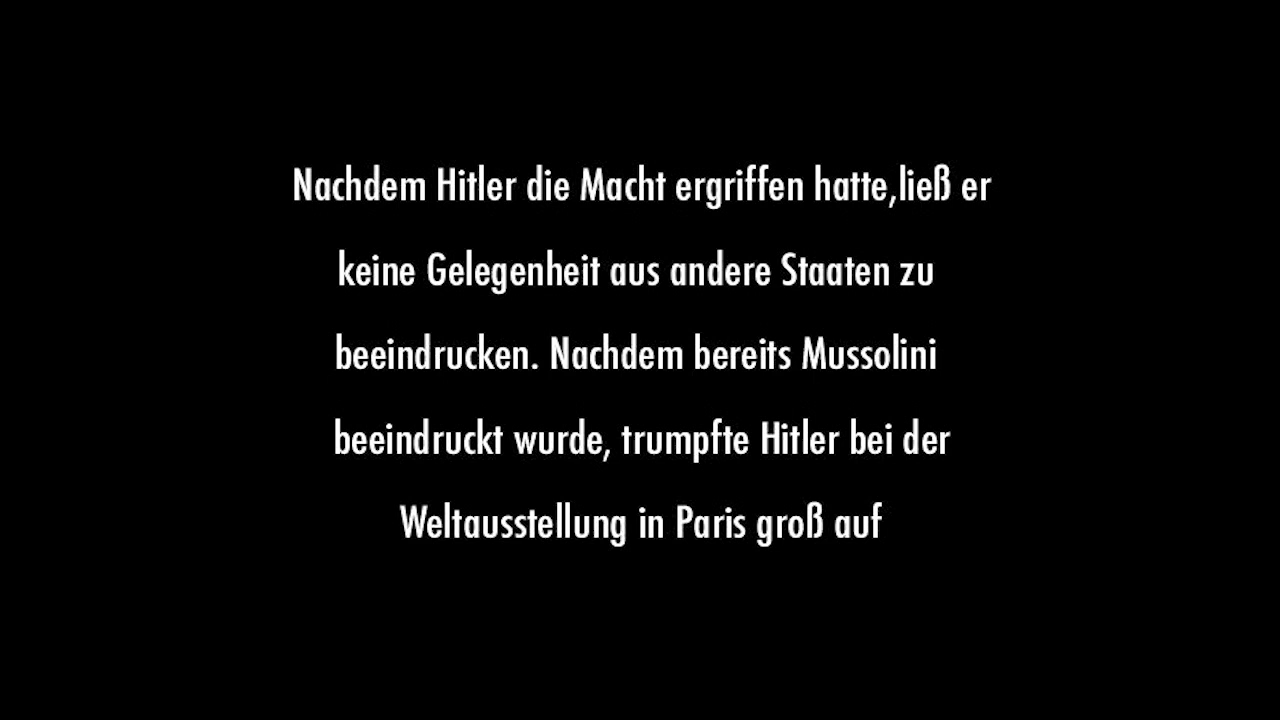 Nachdem Hitler die Macht ergriffen hatte,ließ er
keine Gelegenheit aus andere Staaten zu
beeindrucken. Nachdem bereits Mussolini
beeindruckt wurde, trumpfte Hitler bei der
Weltausstellung in Paris groß auf